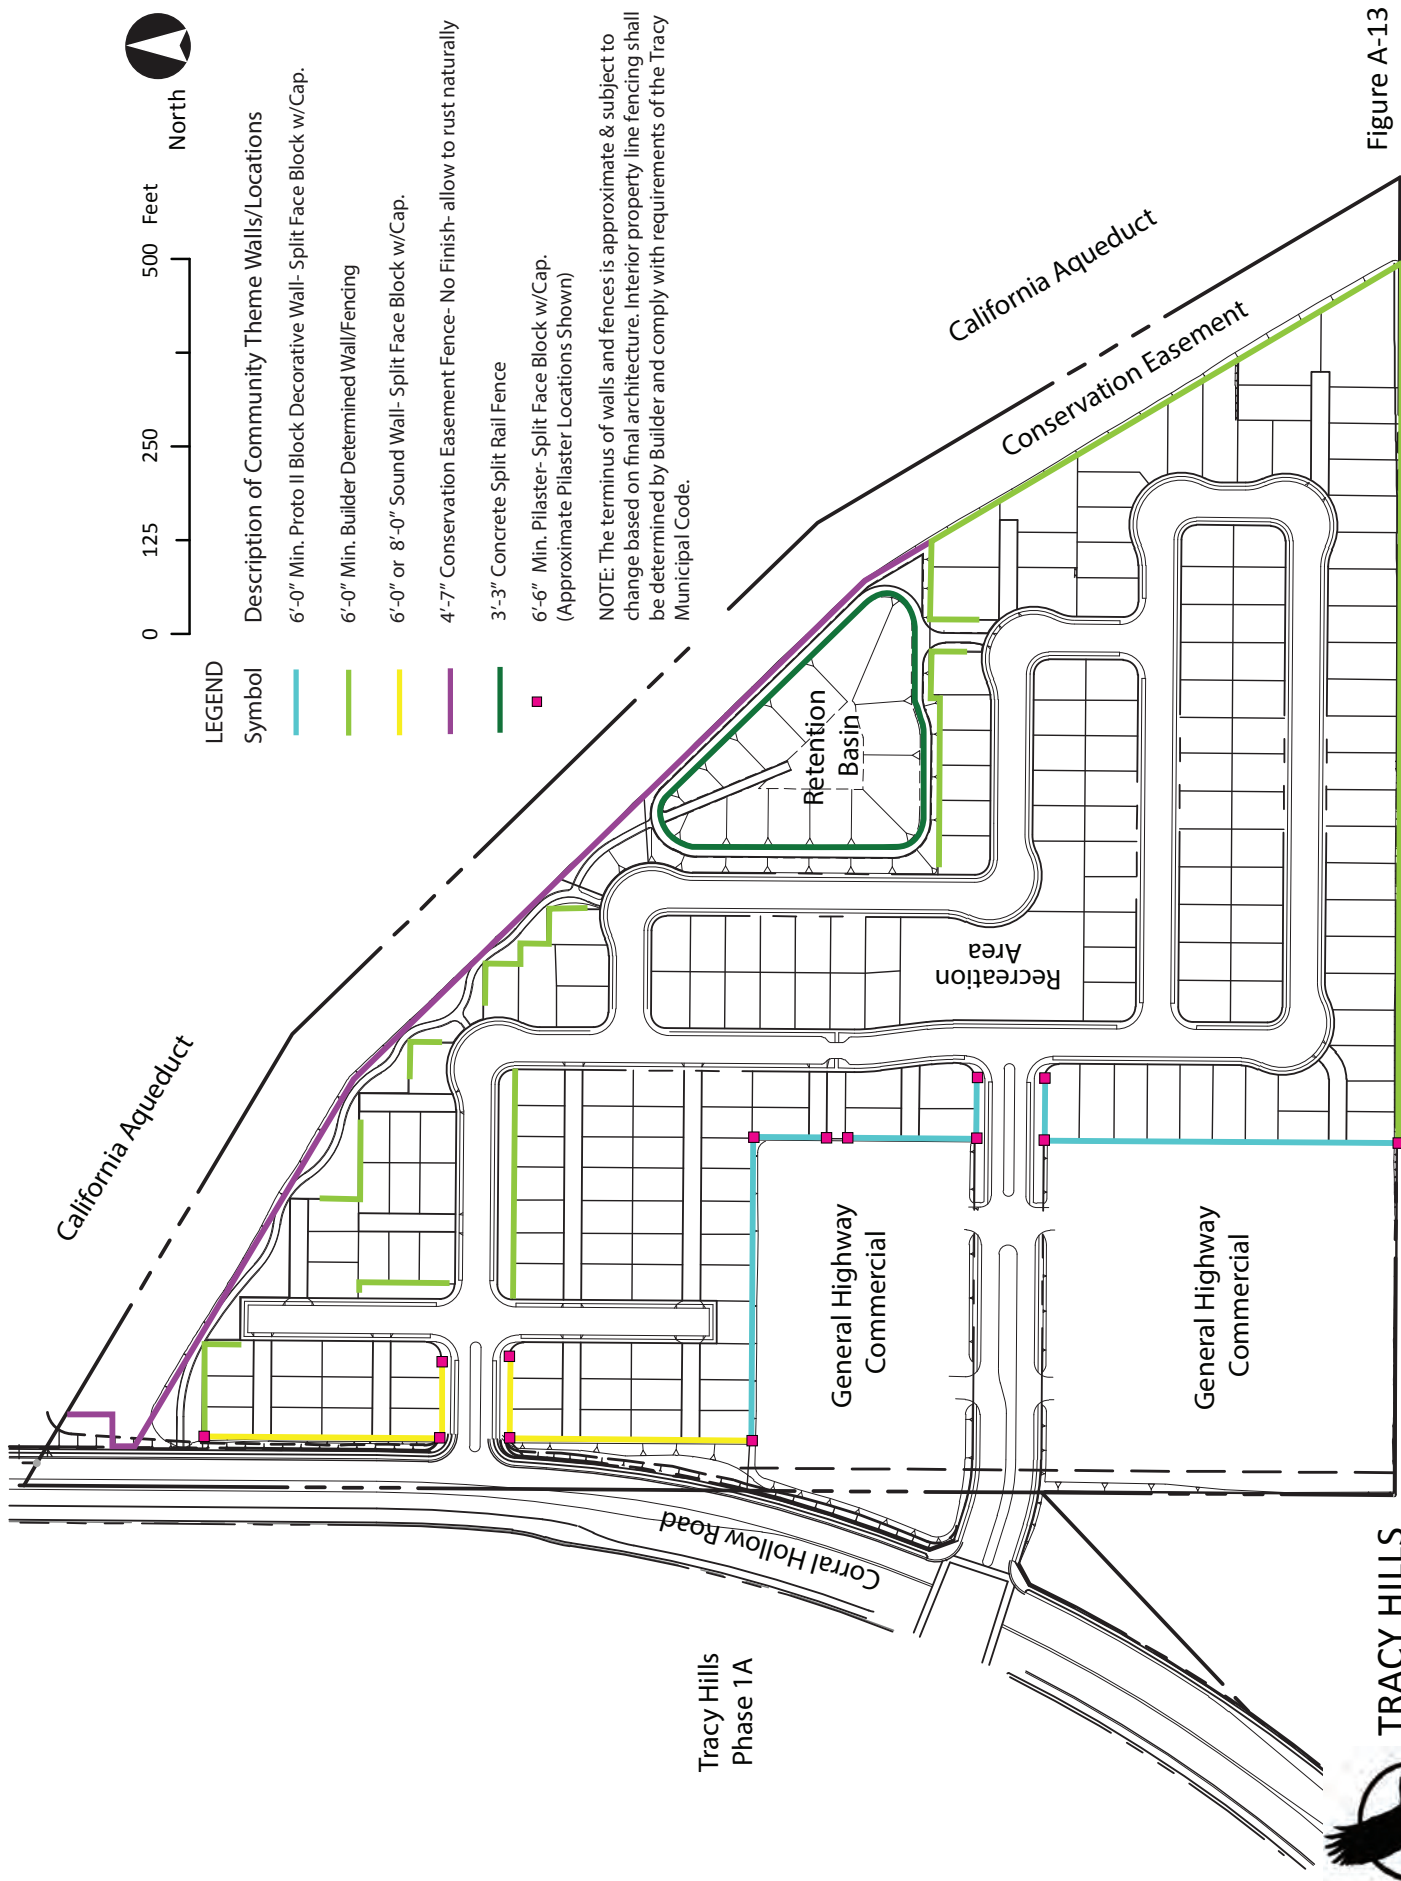 North
0 125 250 500 Feet
LEGEND
Symbol Description of Community Theme Walls/Locations
6'-0" Min. Proto II Block Decorative Wall- Split Face Block w/Cap.
6'-0" Min. Builder Determined Wall/Fencing
6'-0" or 8'-0" Sound Wall- Split Face Block w/Cap.
4'-7" Conservation Easement Fence- No Finish- allow to rust naturally
3'-3" Concrete Split Rail Fence
6'-6" Min. Pilaster- Split Face Block w/Cap.
(Approximate Pilaster Locations Shown)
NOTE: The terminus of walls and fences is approximate & subject to
change based on final architecture. Interior property line fencing shall
be determined by Builder and comply with requirements of the Tracy
Municipal Code.
California Aqueduct
California Aqueduct
Conservation Easement
Retention
Basin
Recreation
Area
General Highway
Commercial
General Highway
Commercial
Corral Hollow Road
Tracy Hills
Phase 1A
TRACY HILLS
Figure A-13